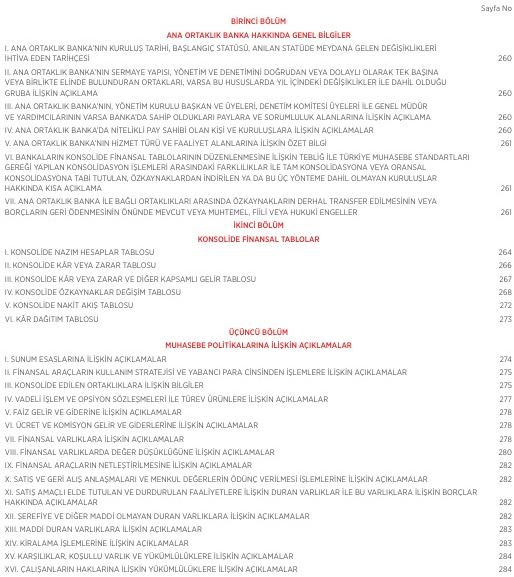 Sayfa No
BİRİNCİ BÖLÜM
ANA ORTAKLIK BANKA HAKKINDA GENEL BİLGİLER
I. ANA ORTAKLIK BANKA'NIN KURULUŞ TARİHİ, BAŞLANGIÇ STATÜSÜ, ANILAN STATÜDE MEYDANA GELEN DEĞİŞİKLİKLERİ
İHTİVA EDEN TARİHÇESİ 260
II. ANA ORTAKLIK BANKA'NIN SERMAYE YAPISI, YÖNETİM VE DENETİMİNİ DOĞRUDAN VEYA DOLAYLI OLARAK TEK BAŞINA
VEYA BİRLİKTE ELİNDE BULUNDURAN ORTAKLARI, VARSA BU HUSUSLARDA YIL İÇİNDEKİ DEĞİŞİKLİKLER İLE DAHİL OLDUĞU
GRUBA İLİŞKİN AÇIKLAMA 260
III. ANA ORTAKLIK BANKA'NIN, YÖNETİM KURULU BAŞKAN VE ÜYELERİ, DENETİM KOMİTESİ ÜYELERİ İLE GENEL MÜDÜR
VE YARDIMCILARININ VARSA BANKA'DA SAHİP OLDUKLARI PAYLARA VE SORUMLULUK ALANLARINA İLİŞKİN AÇIKLAMA 260
IV. ANA ORTAKLIK BANKA'DA NİTELİKLİ PAY SAHİBİ OLAN KİŞİ VE KURULUŞLARA İLİŞKİN AÇIKLAMALAR 260
V. ANA ORTAKLIK BANKA'NIN HİZMET TÜRÜ VE FAALİYET ALANLARINA İLİŞKİN ÖZET BİLGİ 261
VI. BANKALARIN KONSOLİDE FİNANSAL TABLOLARININ DÜZENLENMESİNE İLİŞKİN TEBLİĞ İLE TÜRKİYE MUHASEBE STANDARTLARI
GEREĞİ YAPILAN KONSOLİDASYON İŞLEMLERİ ARASINDAKİ FARKLILIKLAR İLE TAM KONSOLİDASYONA VEYA ORANSAL
KONSOLİDASYONA TABİ TUTULAN, ÖZKAYNAKLARDAN İNDİRİLEN YA DA BU ÜÇ YÖNTEME DAHİL OLMAYAN KURULUŞLAR
HAKKINDA KISA AÇIKLAMA 261
VII. ANA ORTAKLIK BANKA İLE BAĞLI ORTAKLIKLARI ARASINDA ÖZKAYNAKLARIN DERHAL TRANSFER EDİLMESİNİN VEYA
BORÇLARIN GERİ ÖDENMESİNİN ÖNÜNDE MEVCUT VEYA MUHTEMEL, FİİLİ VEYA HUKUKİ ENGELLER 261
İKİNCİ BÖLÜM
KONSOLİDE FİNANSAL TABLOLAR
I. KONSOLİDE NAZIM HESAPLAR TABLOSU 264
II. KONSOLİDE KÂR VEYA ZARAR TABLOSU 266
III. KONSOLİDE KÂR VEYA ZARAR VE DİĞER KAPSAMLI GELİR TABLOSU 267
IV. KONSOLİDE ÖZKAYNAKLAR DEĞİŞİM TABLOSU 268
V. KONSOLİDE NAKİT AKIŞ TABLOSU 272
VI. KÂR DAĞITIM TABLOSU 273
ÜÇÜNCÜ BÖLÜM
MUHASEBE POLİTİKALARINA İLİŞKİN AÇIKLAMALAR
I. SUNUM ESASLARINA İLİŞKİN AÇIKLAMALAR 274
II. FİNANSAL ARAÇLARIN KULLANIM STRATEJİSİ VE YABANCI PARA CİNSİNDEN İŞLEMLERE İLİŞKİN AÇIKLAMALAR 275
III. KONSOLİDE EDİLEN ORTAKLIKLARA İLİŞKİN BİLGİLER 275
IV. VADELİ İŞLEM VE OPSİYON SÖZLEŞMELERİ İLE TÜREV ÜRÜNLERE İLİŞKİN AÇIKLAMALAR 277
V. FAİZ GELİR VE GİDERİNE İLİŞKİN AÇIKLAMALAR 278
VI. ÜCRET VE KOMİSYON GELİR VE GİDERLERİNE İLİŞKİN AÇIKLAMALAR 278
VII. FİNANSAL VARLIKLARA İLİŞKİN AÇIKLAMALAR 278
VIII. FİNANSAL VARLIKLARDA DEĞER DÜŞÜKLÜĞÜNE İLİŞKİN AÇIKLAMALAR 280
IX. FİNANSAL ARAÇLARIN NETLEŞTİRİLMESİNE İLİŞKİN AÇIKLAMALAR 282
X. SATIŞ VE GERİ ALIŞ ANLAŞMALARI VE MENKUL DEĞERLERİN ÖDÜNÇ VERİLMESİ İŞLEMLERİNE İLİŞKİN AÇIKLAMALAR 282
XI. SATIŞ AMAÇLI ELDE TUTULAN VE DURDURULAN FAALİYETLERE İLİŞKİN DURAN VARLIKLAR İLE BU VARLIKLARA İLİŞKİN BORÇLAR
HAKKINDA AÇIKLAMALAR 282
XII. ŞEREFİYE VE DİĞER MADDİ OLMAYAN DURAN VARLIKLARA İLİŞKİN AÇIKLAMALAR 282
XIII. MADDİ DURAN VARLIKLARA İLİŞKİN AÇIKLAMALAR 283
XIV. KİRALAMA İŞLEMLERİNE İLİŞKİN AÇIKLAMALAR 283
XV. KARŞILIKLAR, KOŞULLU VARLIK VE YÜKÜMLÜLÜKLERE İLİŞKİN AÇIKLAMALAR 284
XVI. ÇALIŞANLARIN HAKLARINA İLİŞKİN YÜKÜMLÜLÜKLERE İLİŞKİN AÇIKLAMALAR 284